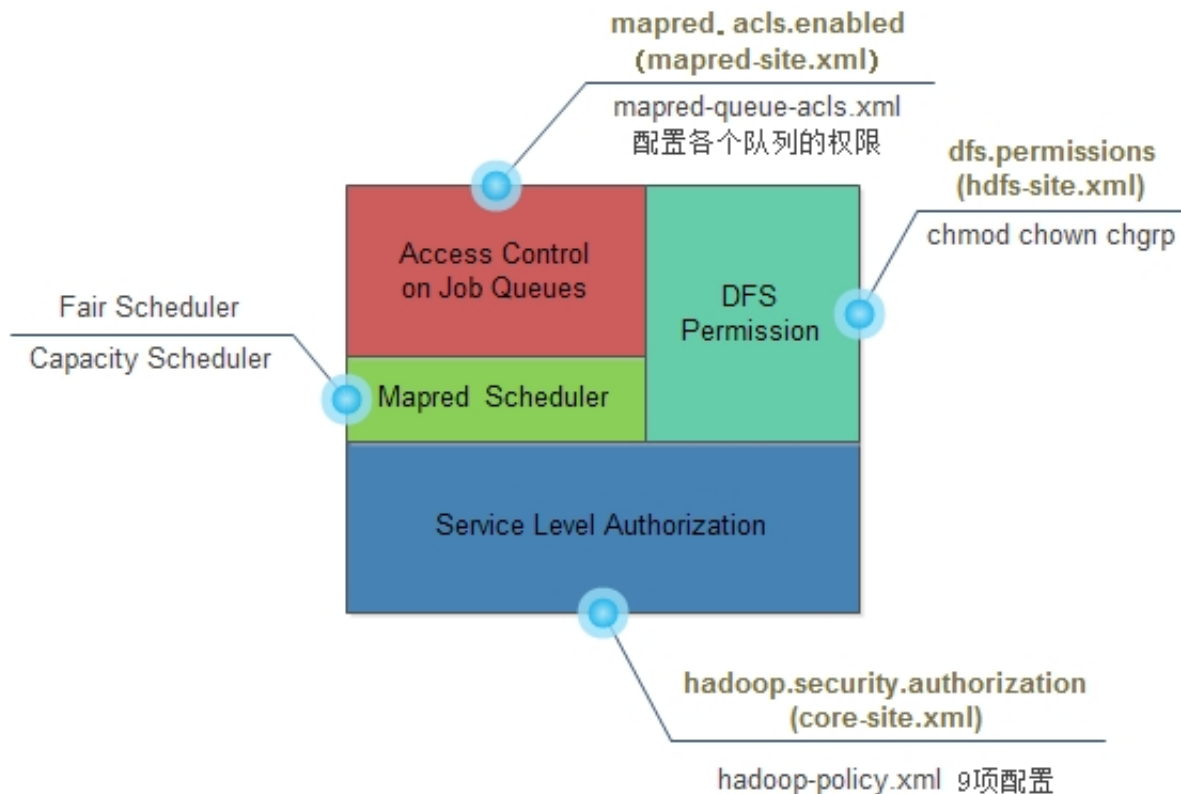 mapred. acls.enabled
(mapred-site.xml)
mapred-queue-acls.xml
配置各个队列的权限
dfs.permissions
(hdfs-site.xml)
chmod chown chgrp
Access Control
on Job Queues
DFS
Permission
Fair Scheduler
Capacity Scheduler
Mapred Scheduler
Service Level Authorization
hadoop.security.authorization
(core-site.xml)
hadoop-policy.xml 9项配置